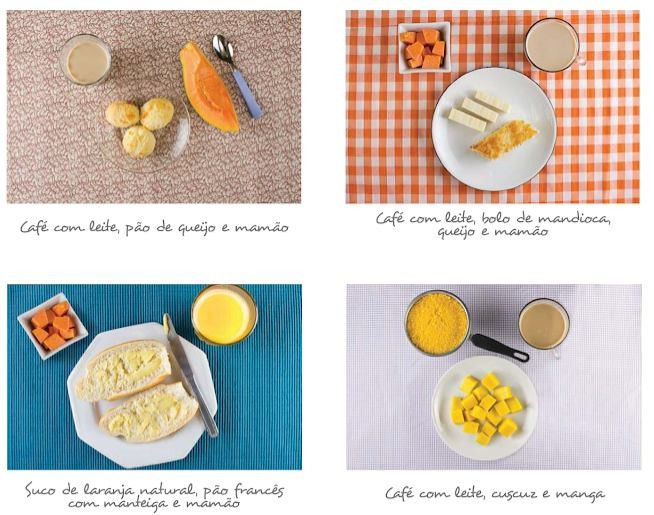 Café com leite, pão de queijo e mamão
Café com leite, bolo de mandioca,
queijo e mamão
Suco de laranja natural, pão francês
com manteiga e mamão
Café com leite, cuscuz e manga